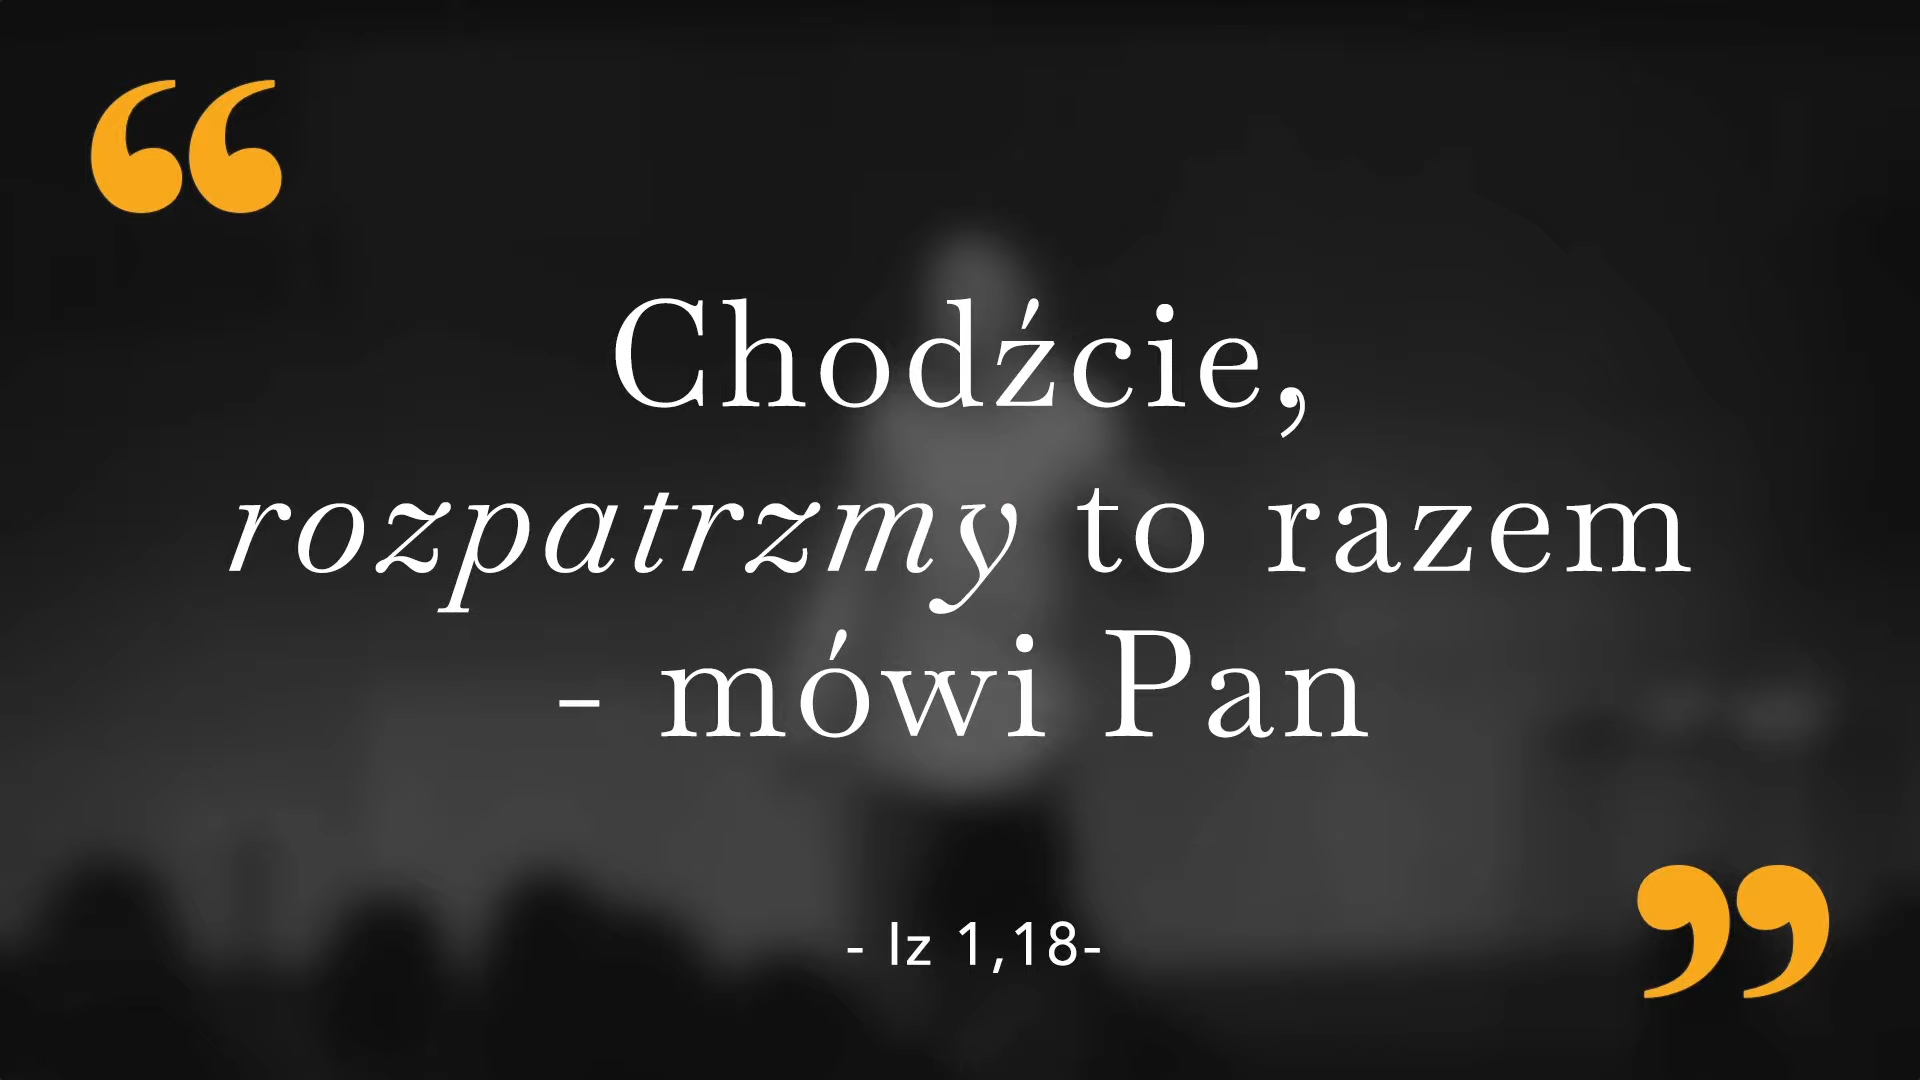 “
Chodźcie,
rozpatrzmy to razem
- mówi Pan
- Iz 1,18-
”